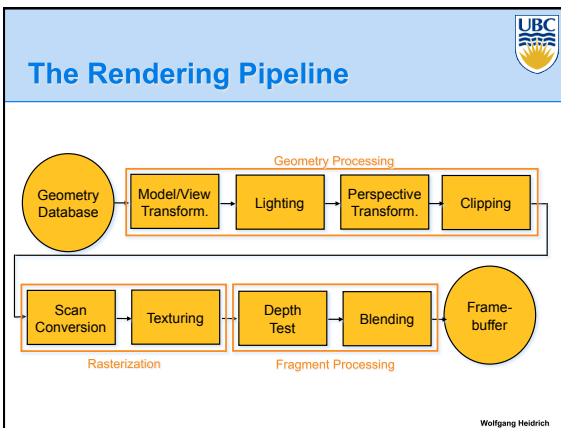 UBC
The Rendering Pipeline
Geometry Processing
Geometry
Database
Model/View
Transform.
Lighting
Perspective
Transform.
Clipping
Scan
Conversion
Texturing
Depth
Test
Blending
Frame-
buffer
Rasterization
Fragment Processing
Wolfgang Heidrich